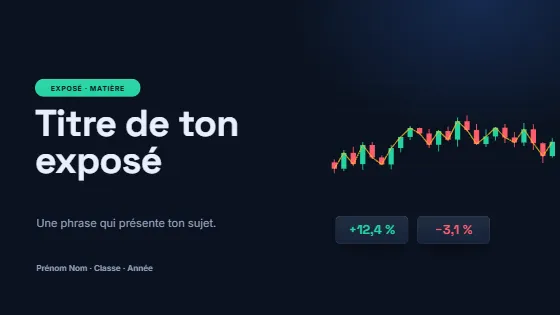 EXPOSÉ · MATIÈRE
Titre de ton
exposé
Une phrase qui présente ton sujet.
Prénom Nom · Classe · Année
+12,4 %
−3,1 %